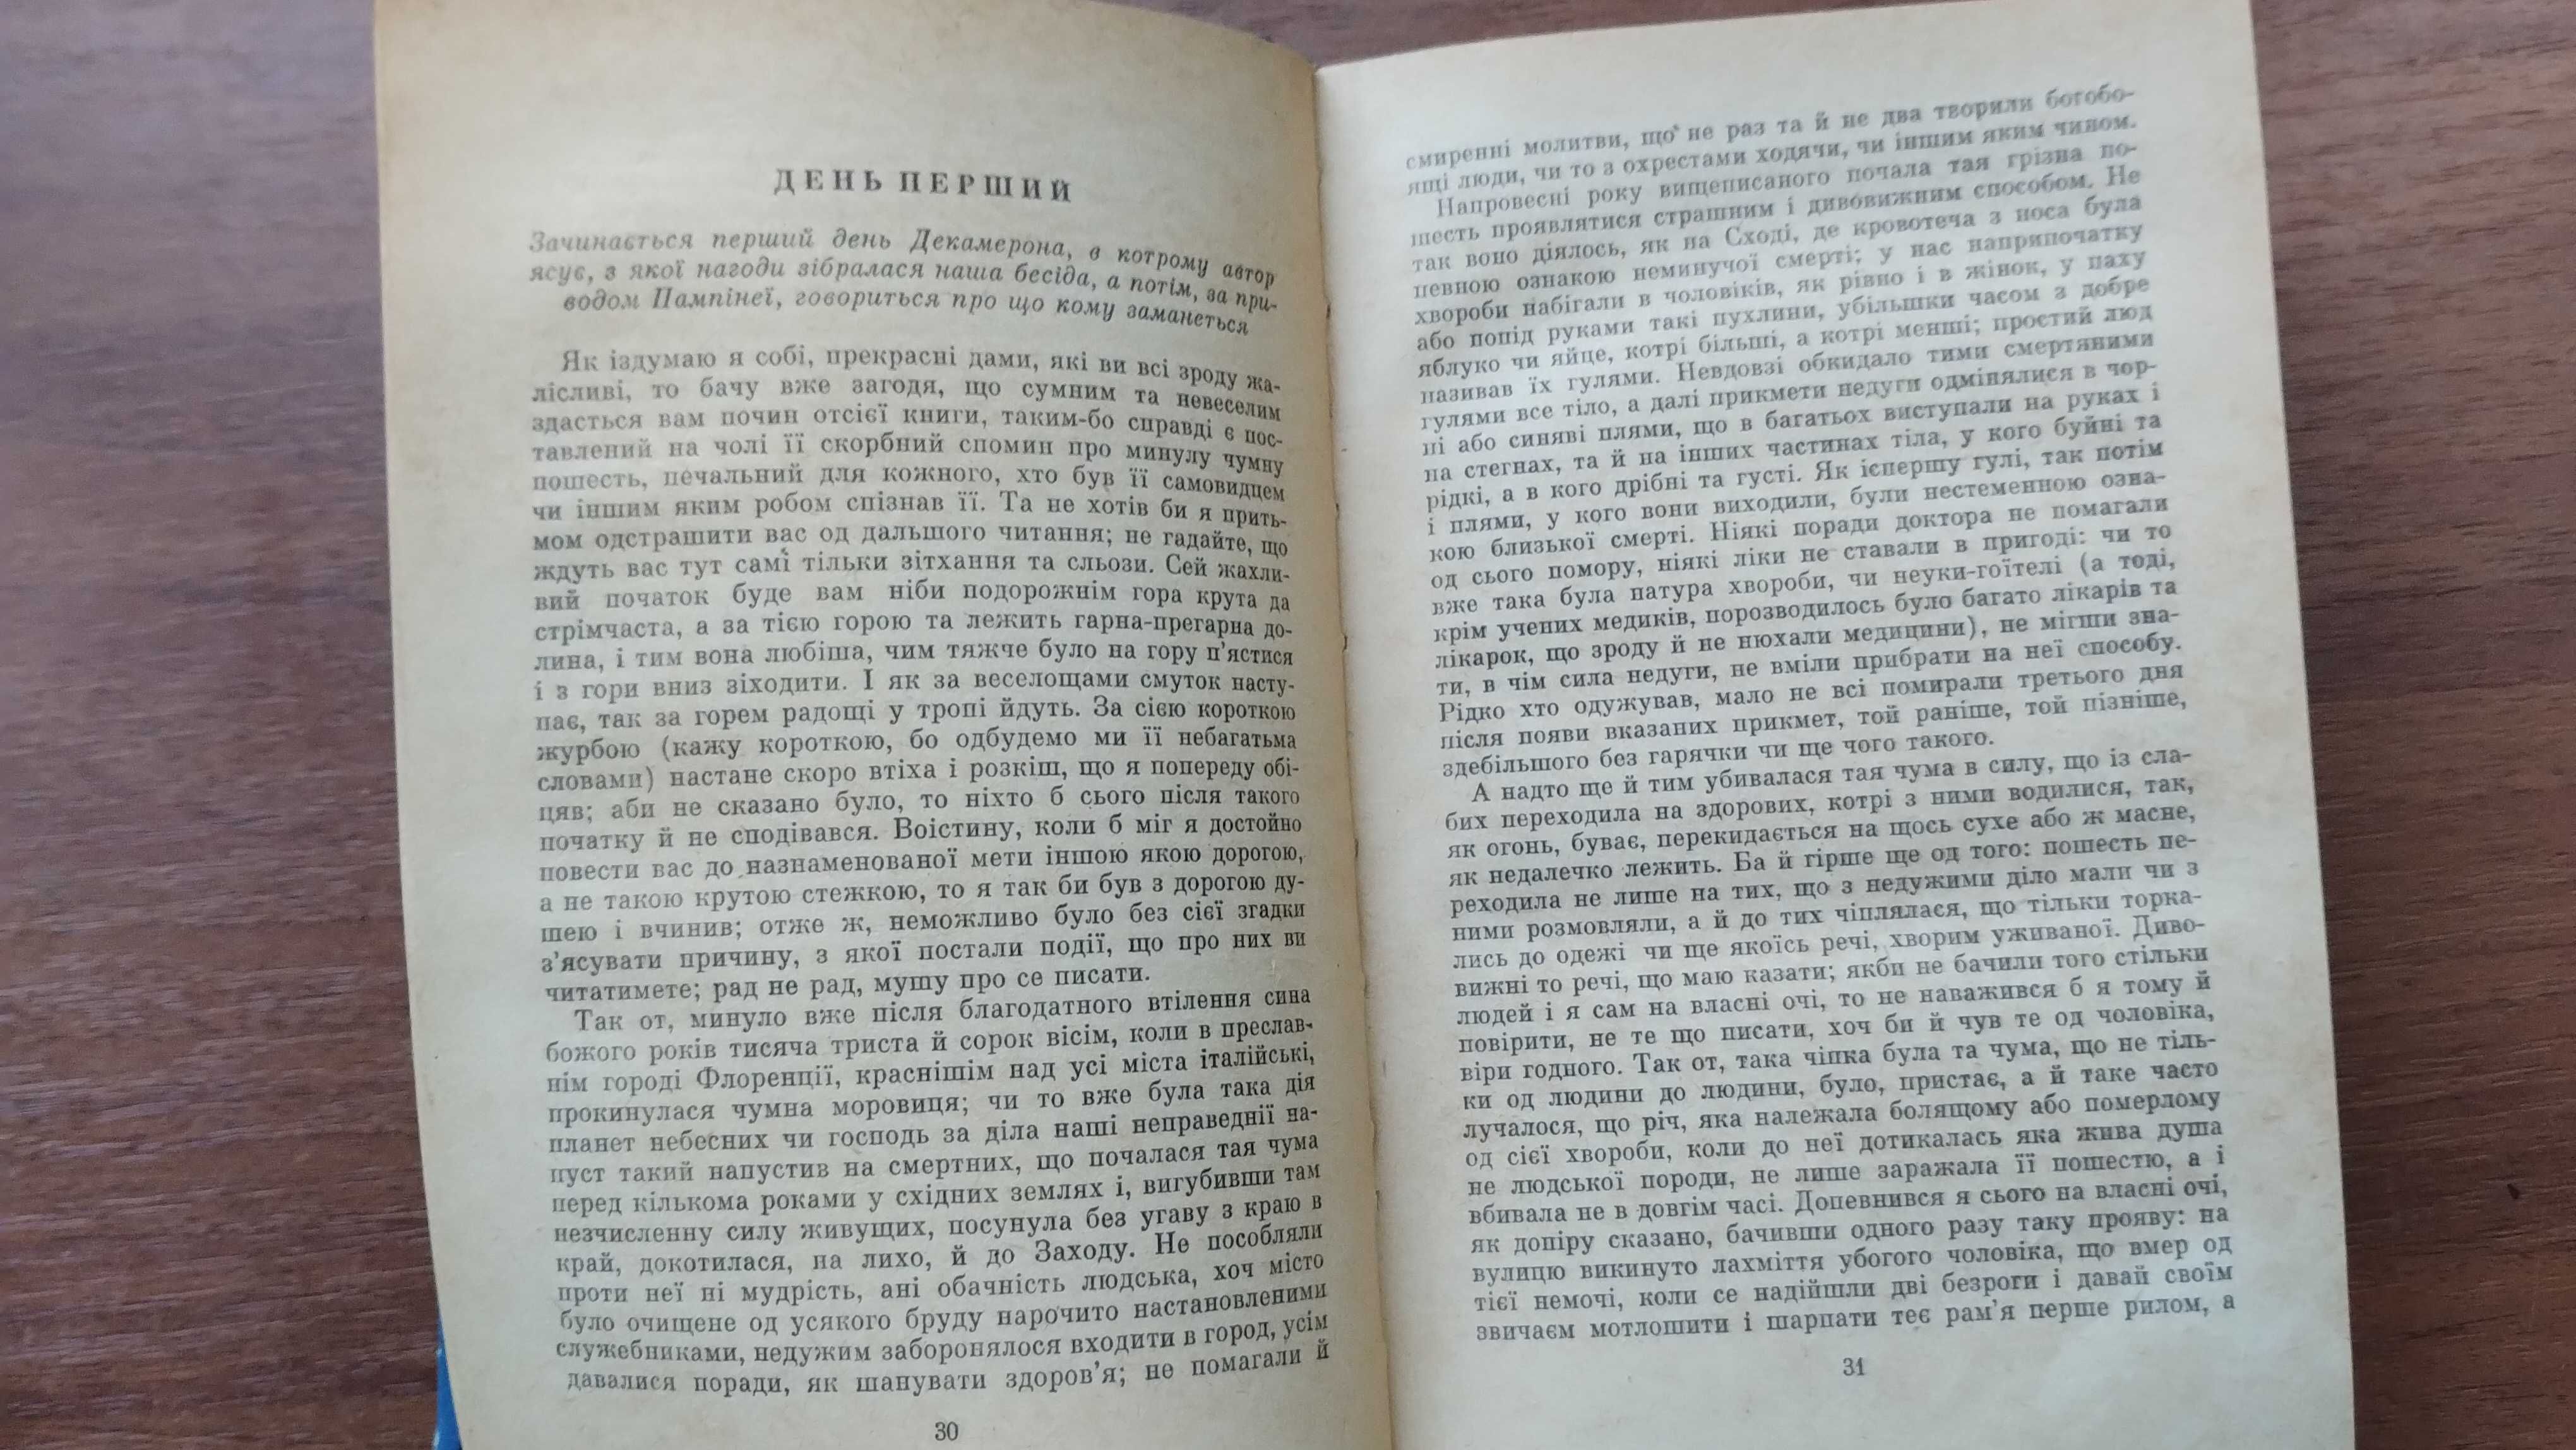 ДЕНЬ ПЕРШИЙ
Зачинається перший день Декамерона, в котрому автор
ясує, з якої нагоди зібралася наша бесіда, а потім, за при-
водом Пампінеї, говориться про що кому заманеться
Як іздумаю я собі, прекрасні дами, які ви всі зроду жа-
лісливі, то бачу вже загодя, що сумним та невеселим
здасться вам почин отсієї книги, таким-бо справді є пос-
тавлений на чолі її скорбний спомин про минулу чумну
пошесть, печальний для кожного, хто був її самовидцем
чи іншим яким робом спізнав її. Та не хотів би я прить-
мом одстрашити вас од дальшого читання; не гадайте, що
ждуть вас тут самі тільки зітхання та сльози. Сей жахли-
вий початок буде вам ніби подорожнім гора крута да
стрімчаста, а за тією горою та лежить гарна-прегарна до-
лина, і тим вона любіша, чим тяжче було на гору п'ястися
і з гори вниз зіходити. І як за веселощами смуток насту-
пає, так за горем радощі у тропі йдуть. За сією короткою
журбою (кажу короткою, бо одбудемо ми її небагатьма
словами) настане скоро втіха і розкіш, що я попереду обі-
цяв; аби не сказано було, то ніхто б сього після такого
початку й не сподівався. Воістину, коли б міг я достойно
повести вас до назнаменованої мети іншою якою дорогою,
а не такою крутою стежкою, то я так би був з дорогою ду-
шею і вчинив; отже ж, неможливо було без сієї згадки
з'ясувати причину, з якої постали події, що про них ви
читатимете; рад не рад, мушу про се писати.
Так от, минуло вже після благодатного втілення сина
божого років тисяча триста й сорок вісім, коли в преслав-
нім городі Флоренції, краснішім над усі міста італійські,
прокинулася чумна моровиця; чи то вже була така дія
планет небесних чи господь за діла наші неправеднії на-
пуст такий напустив на смертних, що почалася тая чума
перед кількома роками у східних землях і, вигубивши там
незчисленну силу живущих, посунула без угаву з краю в
край, докотилася, на лихо, й до Заходу. Не пособляли
проти неї ні мудрість, ані обачність людська, хоч місто
було очищене од усякого бруду нарочито настановленими
служебниками, недужим заборонялося входити в город, усім
давалися поради, як шанувати здоров'я; не помагали й
30
смиренні молитви, що не раз та й не два творили богобо-
ящі люди, чи то з охрестами ходячи, чи іншим яким чином.
Напровесні року вищеписаного почала тая грізна по-
шесть проявлятися страшним і дивовижним способом. Не
так воно діялось, як на Сході, де кровотеча з носа була
певною ознакою неминучої смерті; у нас наприпочатку
хвороби набігали в чоловіків, як рівно і в жінок, у паху
або попід руками такі пухлини, убільшки часом з добре
яблуко чи яйце, котрі більші, а котрі менші; простий люд
називав їх гулями. Невдовзі обкидало тими смертяними
гулями все тіло, а далі прикмети недуги одмінялися в чор-
ні або синяві плями, що в багатьох виступали на руках і
на стегнах, та й на інших частинах тіла, у кого буйні та
рідкі, а в кого дрібні та густі. Як іспершу гулі, так потім
і плями, у кого вони виходили, були нестеменною озна-
кою близької смерті. Ніякі поради доктора не помагали
од сього помору, ніякі ліки не ставали в пригоді: чи то
вже така була натура хвороби, чи неуки-гоїтелі (а тоді,
крім учених медиків, порозводилось було багато лікарів та
лікарок, що зроду й не нюхали медицини), не мігши зна-
ти, в чім сила недуги, не вміли прибрати на неї способу.
Рідко хто одужував, мало не всі помирали третього дня
після появи вказаних прикмет, той раніше, той пізніше,
здебільшого без гарячки чи ще чого такого.
А надто ще й тим убивалася тая чума в силу, що із сла-
бих переходила на здорових, котрі з ними водилися, так,
як огонь, буває, перекидається на щось сухе або ж масне,
як недалечко лежить. Ба й гірше ще од того: пошесть пе-
реходила не лише на тих, що з недужими діло мали чи з
ними розмовляли, а й до тих чіплялася, що тільки торка-
лись до одежі чи ще якоїсь речі, хворим уживаної. Диво-
вижні то речі, що маю казати; якби не бачили того стільки
людей і я сам на власні очі, то не наважився б я тому й
повірити, не те що писати, хоч би й чув те од чоловіка,
віри годного. Так от, така чіпка була та чума, що не тіль-
ки од людини до людини, було, пристає, а й таке часто
лучалося, що річ, яка належала болящому або померлому
од сієї хвороби, коли до неї дотикалась яка жива душа
не людської породи, не лише заражала її пошестю, а і
вбивала не в довгім часі. Допевнився я сього на власні очі,
як допіру сказано, бачивши одного разу таку прояву: на
вулицю викинуто лахміття убогого чоловіка, що вмер од
тієї немочі, коли се надійшли дві безроги і давай своїм
звичаєм мотлошити і шарпати теє рам'я перше рилом, а
31